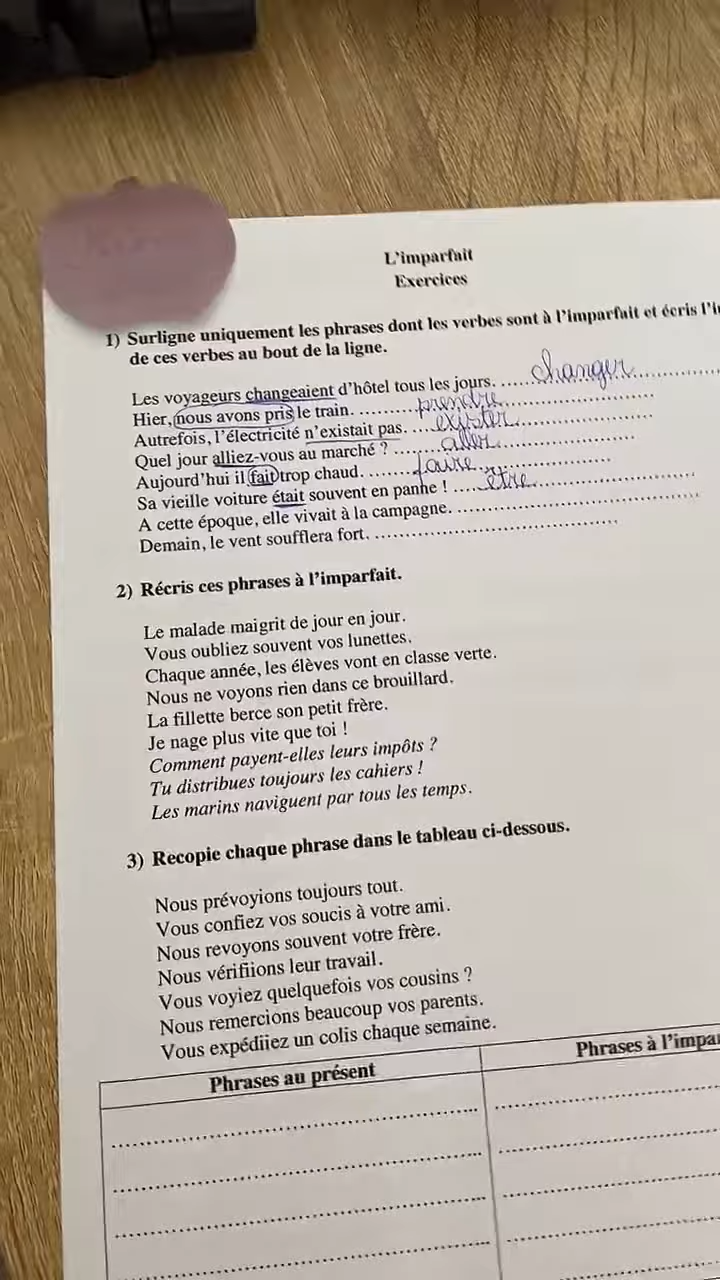 L'imparfait
Exercices
1) Surligne uniquement les phrases dont les verbes sont à l'imparfait et écris
de ces verbes au bout de la ligne.
Les voyageurs changeaient d'hôtel tous les jours. changer
Hier, nous avons pris le train. prendre
Autrefois, l'électricité n'existait pas. exister
Quel jour alliez-vous au marché ? aller
Aujourd'hui il fait trop chaud. faire
Sa vieille voiture était souvent en panne ! être
A cette époque, elle vivait à la campagne.
Demain, le vent soufflera fort.
2) Récris ces phrases à l'imparfait.
Le malade maigrit de jour en jour.
Vous oubliez souvent vos lunettes.
Chaque année, les élèves vont en classe verte.
Nous ne voyons rien dans ce brouillard.
La fillette berce son petit frère.
Je nage plus vite que toi !
Comment payent-elles leurs impôts ?
Tu distribues toujours les cahiers !
Les marins naviguent par tous les temps.
3) Recopie chaque phrase dans le tableau ci-dessous.
Nous prévoyions toujours tout.
Vous confiez vos soucis à votre ami.
Nous revoyons souvent votre frère.
Nous vérifiions leur travail.
Vous voyiez quelquefois vos cousins ?
Nous remercions beaucoup vos parents.
Vous expédiiez un colis chaque semaine.
Phrases au présent
Phrases à